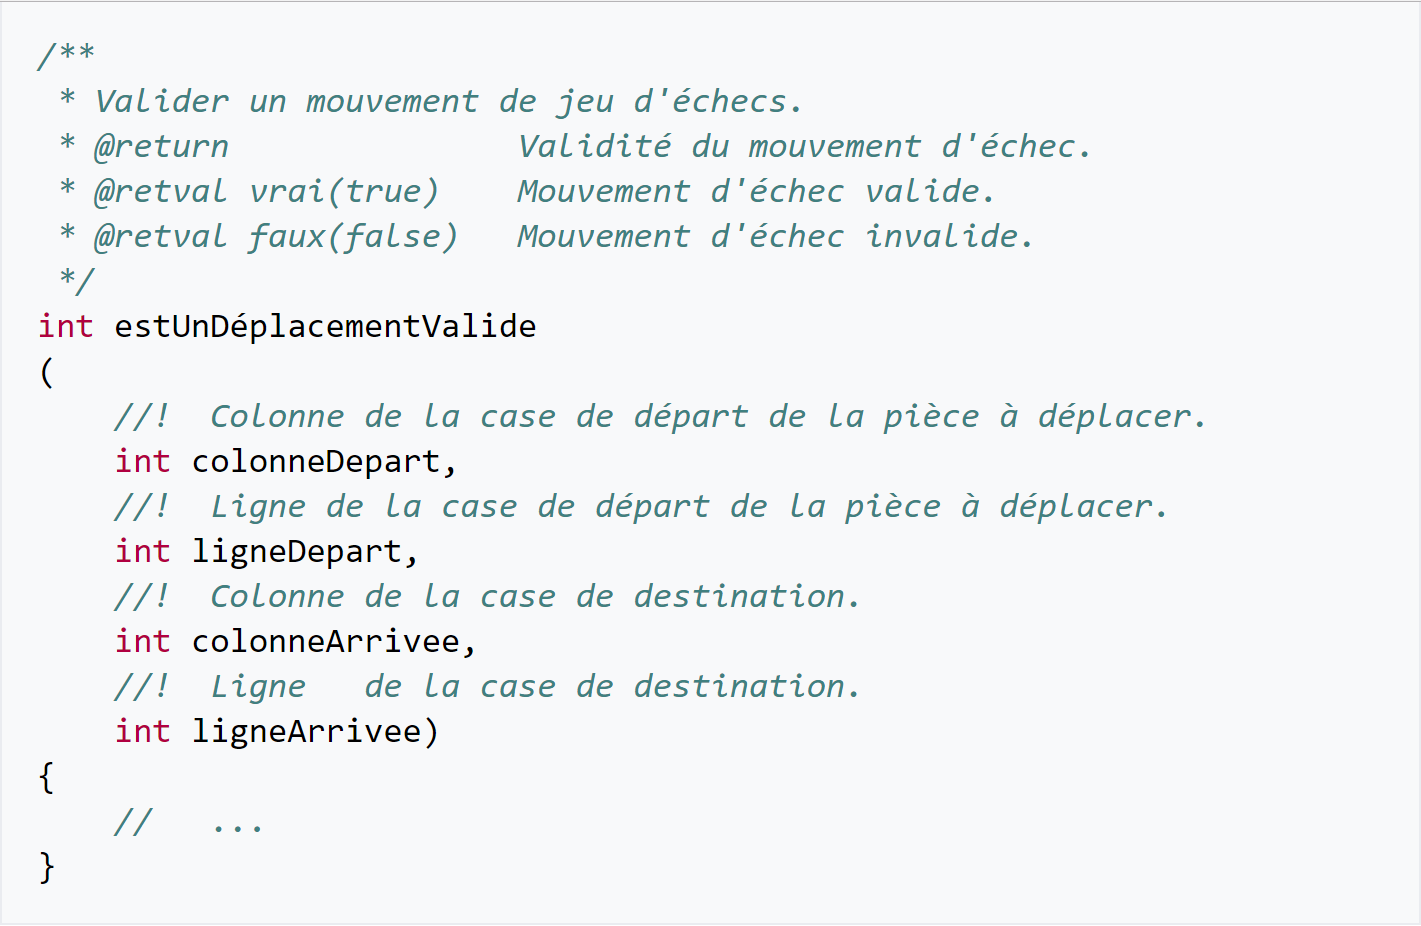 /**
 * Valider un mouvement de jeu d'échecs.
 * @return               Validité du mouvement d'échec.
 * @retval vrai(true)    Mouvement d'échec valide.
 * @retval faux(false)   Mouvement d'échec invalide.
 */
int estUnDéplacementValide
(
    //!  Colonne de la case de départ de la pièce à déplacer.
    int colonneDepart,
    //!  Ligne de la case de départ de la pièce à déplacer.
    int ligneDepart,
    //!  Colonne de la case de destination.
    int colonneArrivee,
    //!  Ligne   de la case de destination.
    int ligneArrivee)
{
    //   ...
}